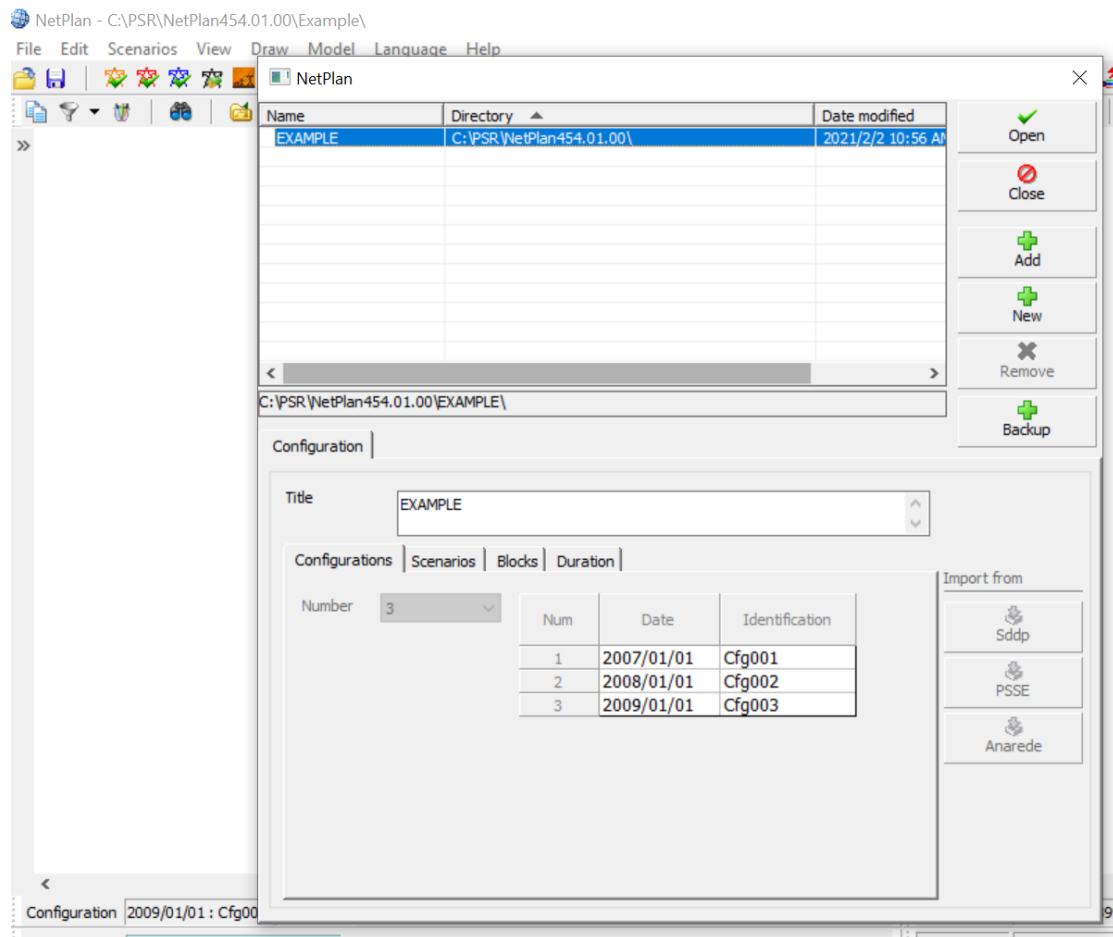 NetPlan - C:\PSR\NetPlan454.01.00\Example\
File Edit Scenarios View Draw Model Language Help
NetPlan
Name Directory Date modified
EXAMPLE C:\PSR\NetPlan454.01.00\ 2021/2/2 10:56 AM
Open
Close
Add
New
Remove
Backup
C:\PSR\NetPlan454.01.00\EXAMPLE\
Configuration
Title EXAMPLE
Configurations Scenarios Blocks Duration
Number 3
Num Date Identification
1 2007/01/01 Cfg001
2 2008/01/01 Cfg002
3 2009/01/01 Cfg003
Import from
Sddp
PSSE
Anarede
Configuration 2009/01/01 : Cfg00